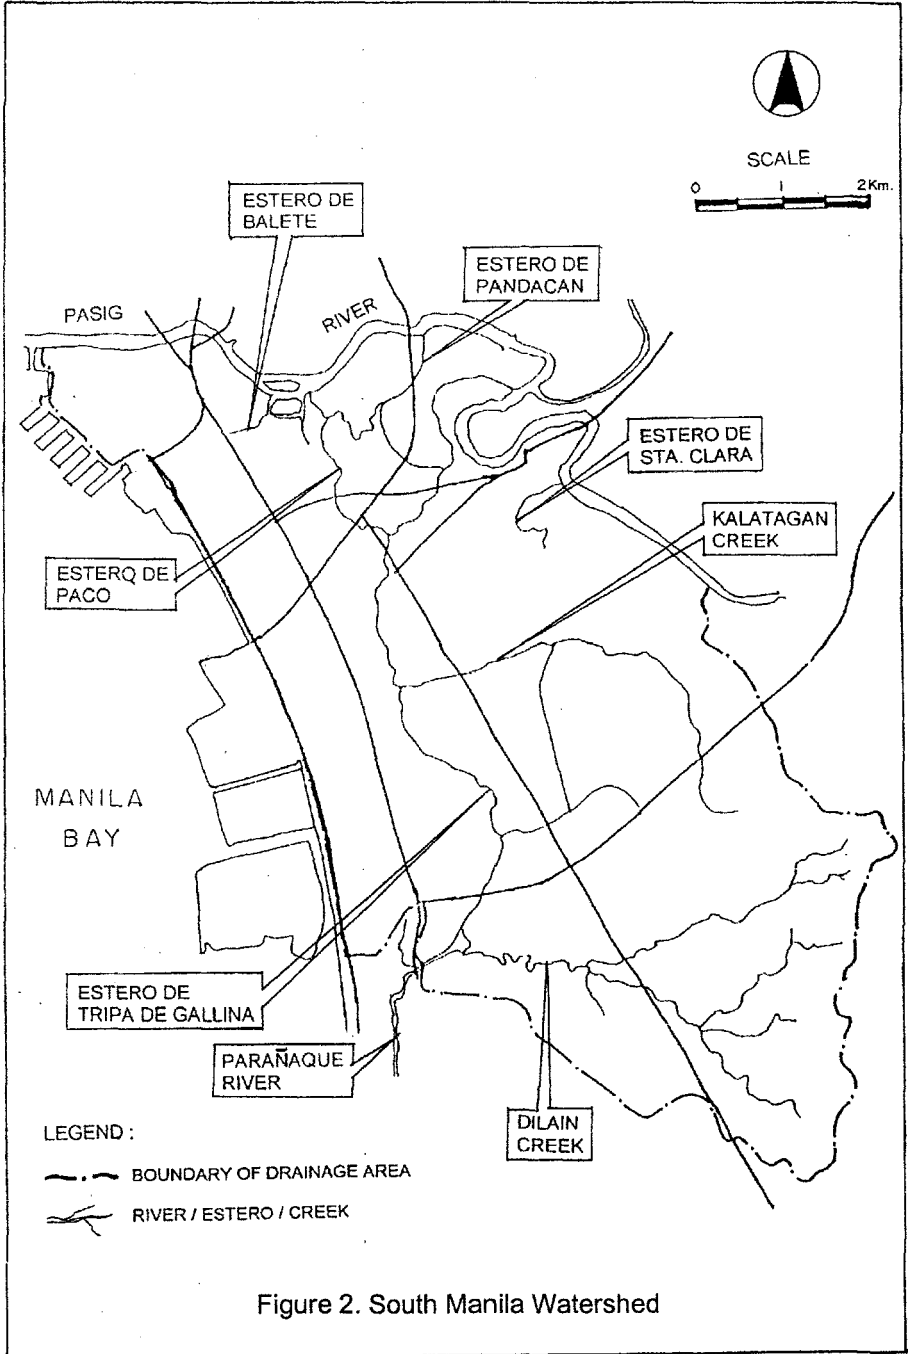 SCALE
0 1 2Km.
ESTERO DE
BALETE
ESTERO DE
PANDACAN
PASIG RIVER
ESTERO DE
STA. CLARA
KALATAGAN
CREEK
ESTERO DE
PACO
MANILA
BAY
ESTERO DE
TRIPA DE GALLINA
PARAÑAQUE
RIVER
DILAIN
CREEK
LEGEND :
BOUNDARY OF DRAINAGE AREA
RIVER / ESTERO / CREEK
Figure 2. South Manila Watershed